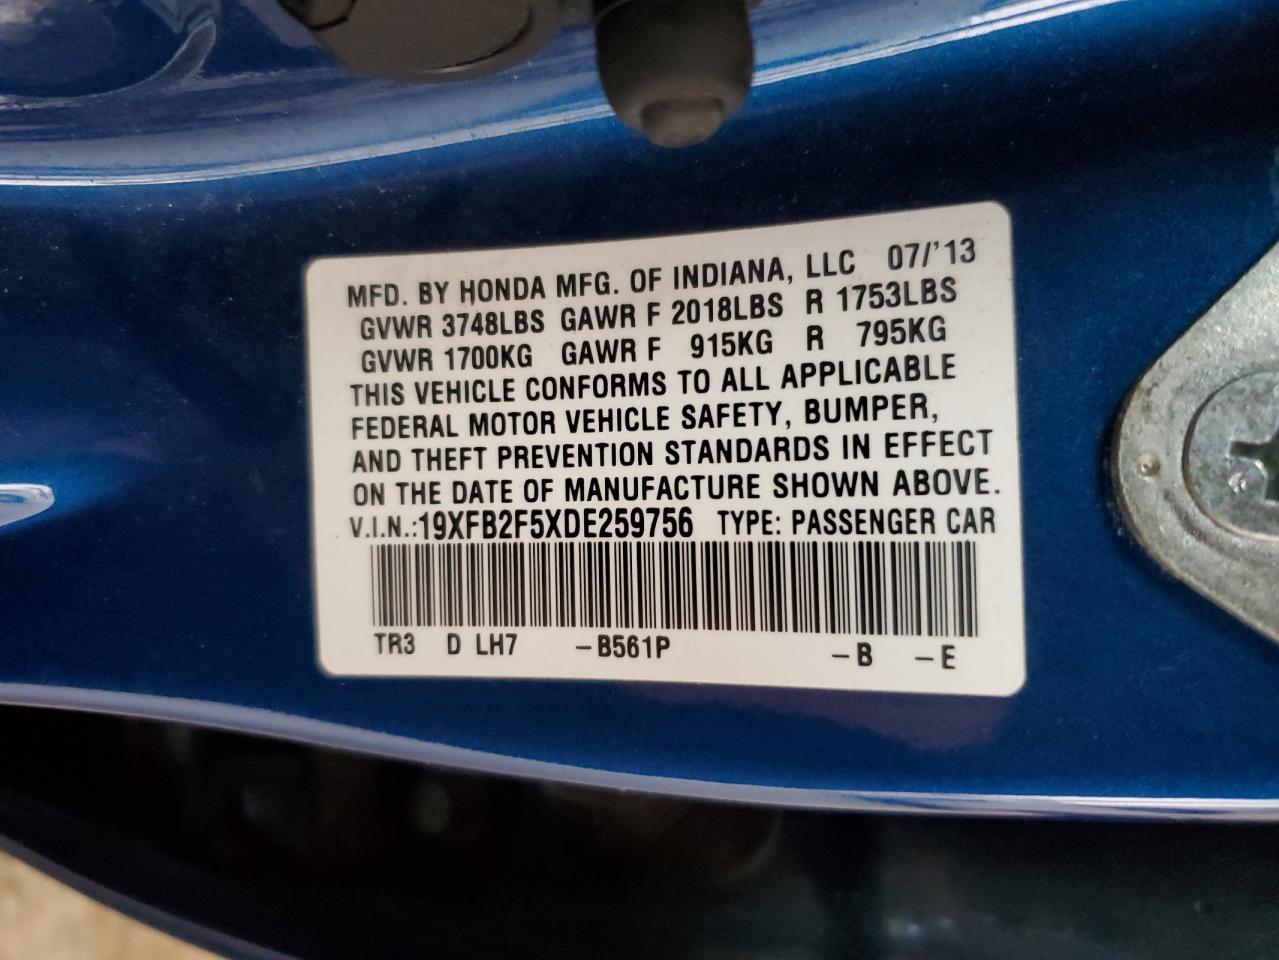 MFD. BY HONDA MFG. OF INDIANA, LLC 07/'13
GVWR 3748LBS GAWR F 2018LBS R 1753LBS
GVWR 1700KG GAWR F 915KG R 795KG
THIS VEHICLE CONFORMS TO ALL APPLICABLE
FEDERAL MOTOR VEHICLE SAFETY, BUMPER,
AND THEFT PREVENTION STANDARDS IN EFFECT
ON THE DATE OF MANUFACTURE SHOWN ABOVE.
V.I.N.:19XFB2F5XDE259756 TYPE: PASSENGER CAR
TR3 D LH7 -B561P -B -E